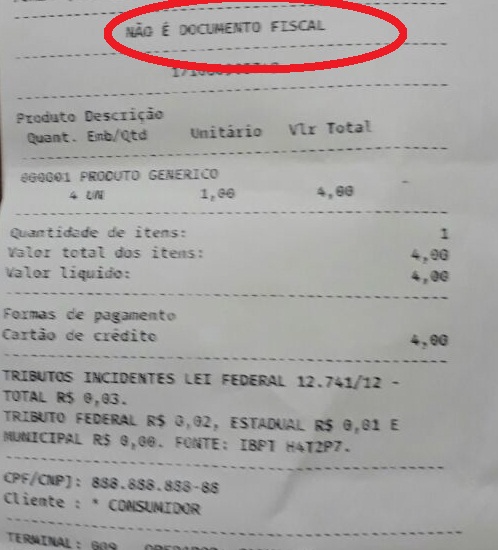 NÃO É DOCUMENTO FISCAL
Produto Descrição
Quant. Emb/Qtd Unitário Vlr Total
000001 PRODUTO GENERICO
4 UN 1,00 4,00
Quantidade de itens: 1
Valor total dos itens: 4,00
Valor líquido: 4,00
Formas de pagamento
Cartão de crédito 4,00
TRIBUTOS INCIDENTES LEI FEDERAL 12.741/12 -
TOTAL R$ 0,03.
TRIBUTO FEDERAL R$ 0,02, ESTADUAL R$ 0,01 E
MUNICIPAL R$ 0,00. FONTE: IBPT H4T2P7.
CPF/CNPJ: 888.888.888-88
Cliente : * CONSUMIDOR
TERMINAL: 009